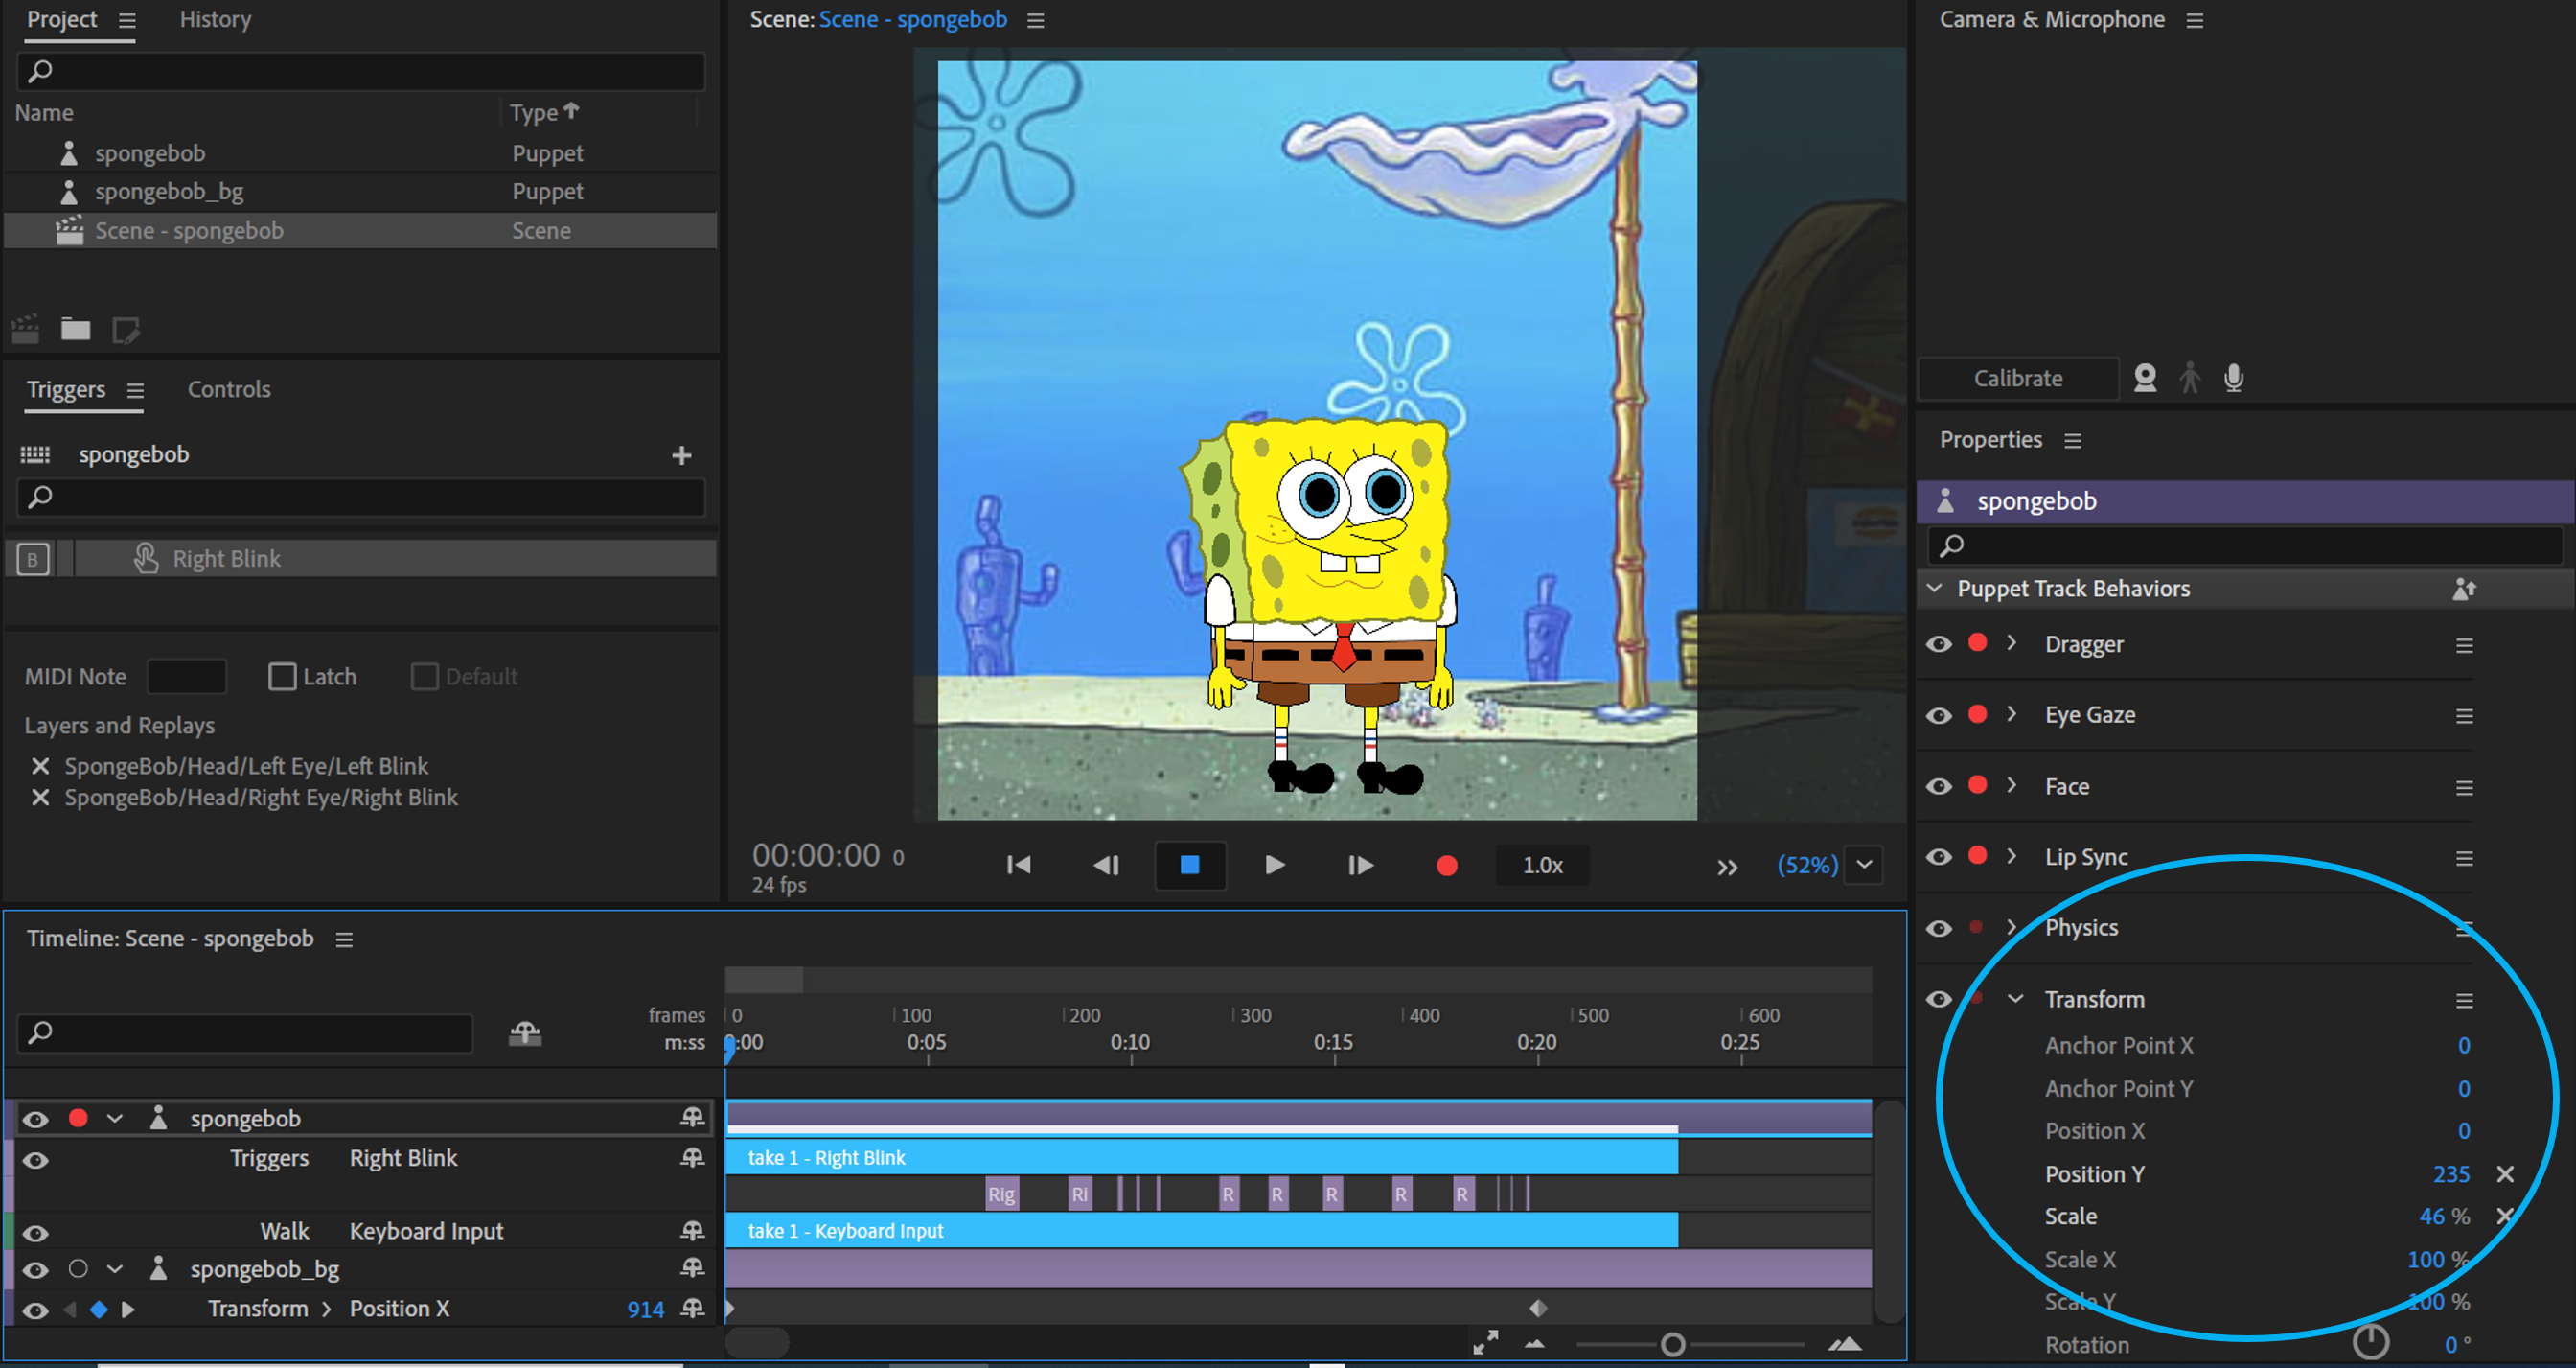 Project History
Name Type
spongebob Puppet
spongebob_bg Puppet
Scene - spongebob Scene
Triggers Controls
spongebob +
B Right Blink
MIDI Note Latch Default
Layers and Replays
SpongeBob/Head/Left Eye/Left Blink
SpongeBob/Head/Right Eye/Right Blink
Scene: Scene - spongebob
00:00:00 0
24 fps
1.0x
(52%)
Camera & Microphone
Calibrate
Properties
spongebob
Puppet Track Behaviors
Dragger
Eye Gaze
Face
Lip Sync
Physics
Transform
Anchor Point X 0
Anchor Point Y 0
Position X 0
Position Y 235
Scale 46 %
Scale X 100 %
Scale Y 100 %
Rotation 0 °
Timeline: Scene - spongebob
frames 0 100 200 300 400 500 600
m:ss 0:00 0:05 0:10 0:15 0:20 0:25
spongebob
Triggers Right Blink take 1 - Right Blink
Rig Ri R R R R R
Walk Keyboard Input take 1 - Keyboard Input
spongebob_bg
Transform > Position X 914